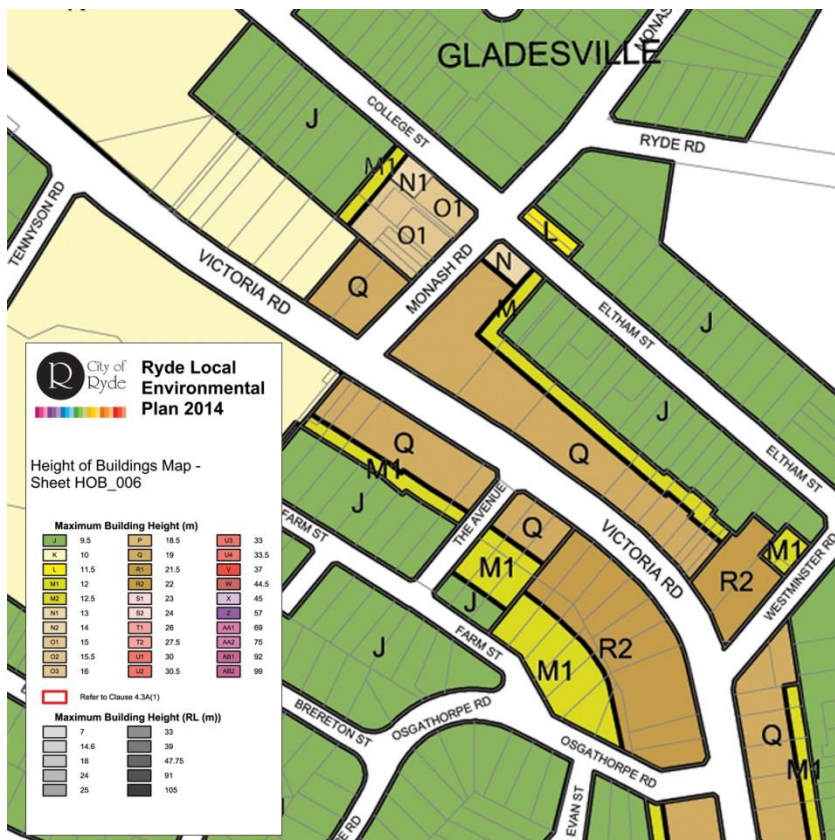 GLADESVILLE
MONAS
COLLEGE ST
RYDE RD
TENNYSON RD
VICTORIA RD
MONASH RD
ELTHAM ST
J
M1
N1
O1
O1
Q
N
L
M
J
J
Q
ELTHAM ST
Q
M1
J
FARM ST
THE AVENUE
Q
M1
J
VICTORIA RD
R2
M1
WESTMINSTER RD
R2
M1
J
FARM ST
BRERETON ST
OSGATHORPE RD
OSGATHORPE RD
EVAN ST
Q
M1
E RD
R City of Ryde
Ryde Local
Environmental
Plan 2014
Height of Buildings Map -
Sheet HOB_006
Maximum Building Height (m)
J 9.5 P 18.5 U3 33
K 10 Q 19 U4 33.5
L 11.5 R1 21.5 V 37
M1 12 R2 22 W 44.5
M2 12.5 S1 23 X 45
N1 13 S2 24 Z 57
N2 14 T1 26 AA1 69
O1 15 T2 27.5 AA2 75
O2 15.5 U1 30 AB1 92
O3 16 U2 30.5 AB2 99
Refer to Clause 4.3A(1)
Maximum Building Height (RL (m))
7 33
14.6 39
18 47.75
24 91
25 105